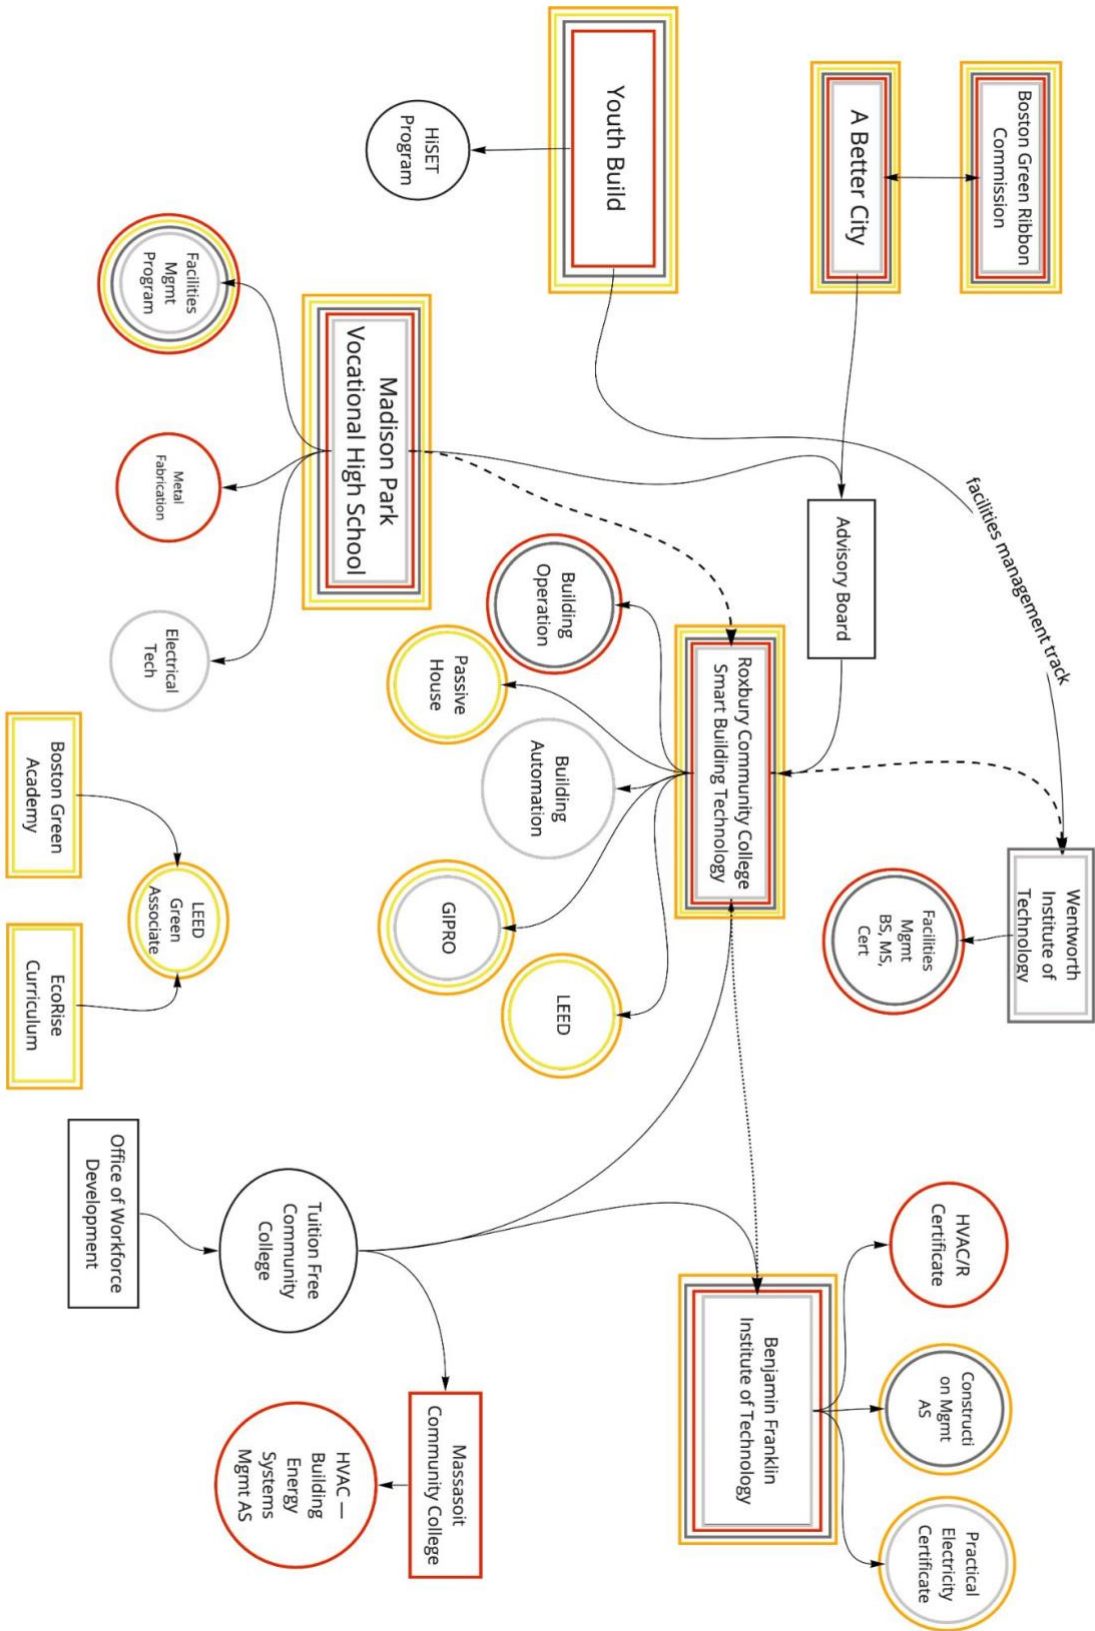 Boston Green Ribbon
Commission
A Better City
Youth Build
HiSET
Program
facilities management track
Advisory Board
Madison Park
Vocational High School
Facilities
Mgmt
Program
Metal
Fabrication
Electrical
Tech
Wentworth
Institute of
Technology
Facilities
Mgmt
BS, MS,
Cert
Roxbury Community College
Smart Building Technology
Building
Operation
Passive
House
Building
Automation
GIPRO
LEED
Boston Green
Academy
LEED
Green
Associate
EcoRise
Curriculum
HVAC/R
Certificate
Constructi
on Mgmt
AS
Practical
Electricity
Certificate
Benjamin Franklin
Institute of Technology
Tuition Free
Community
College
Office of Workforce
Development
Massasoit
Community College
HVAC —
Building
Energy
Systems
Mgmt AS